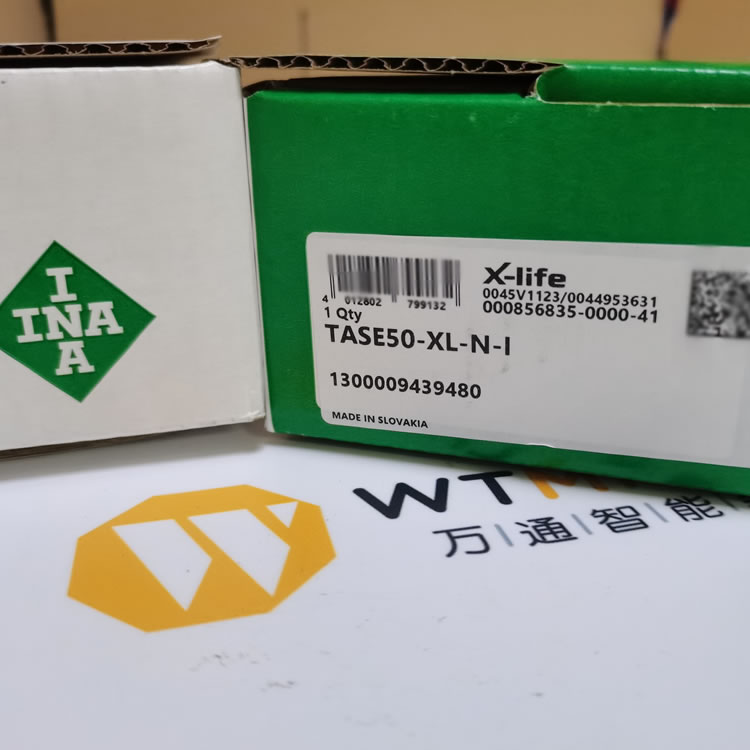 I
INA
A
X-life
0045V1123/0044953631
000856835-0000-41
4 012802 799132
1 Qty
TASE50-XL-N-I
1300009439480
MADE IN SLOVAKIA
WTM
万|通|智|能